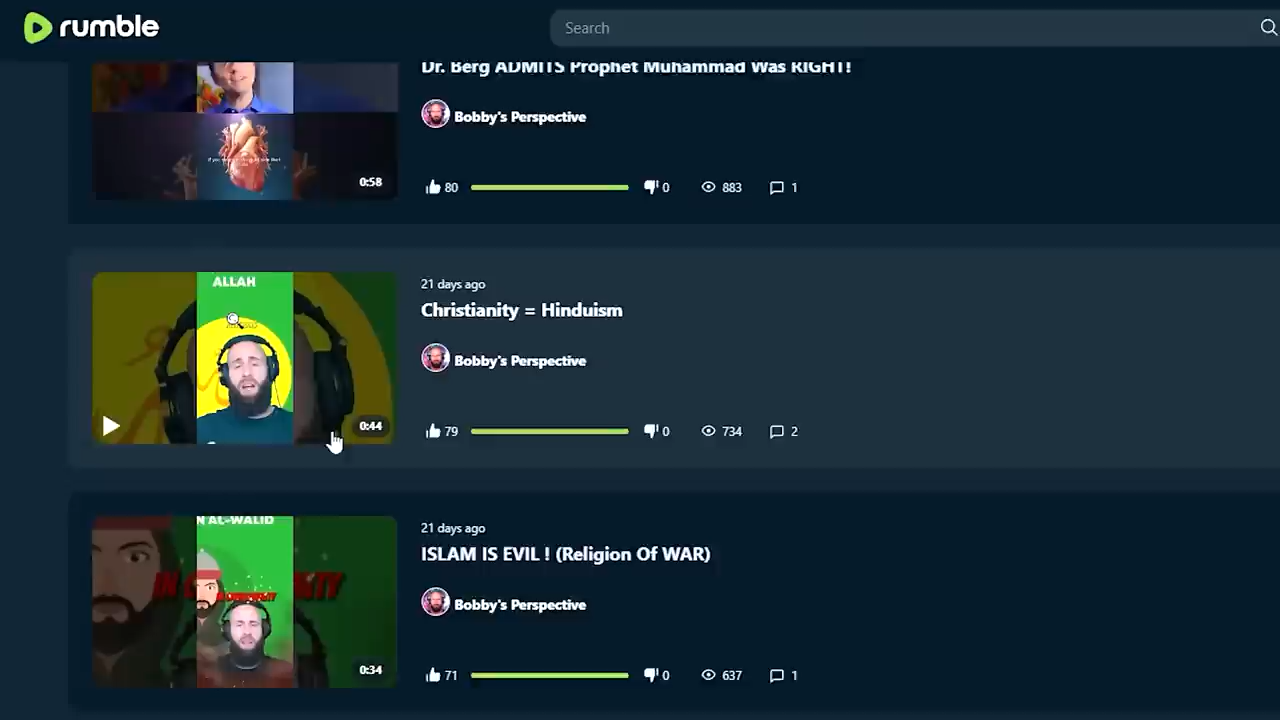 rumble
Search
Dr. Berg ADMITS Prophet Muhammad Was RIGHT!
Bobby's Perspective
0:58
80
0
883
1
ALLAH
21 days ago
Christianity = Hinduism
Bobby's Perspective
0:44
79
0
734
2
N AL-WALID
21 days ago
ISLAM IS EVIL ! (Religion Of WAR)
Bobby's Perspective
0:34
71
0
637
1